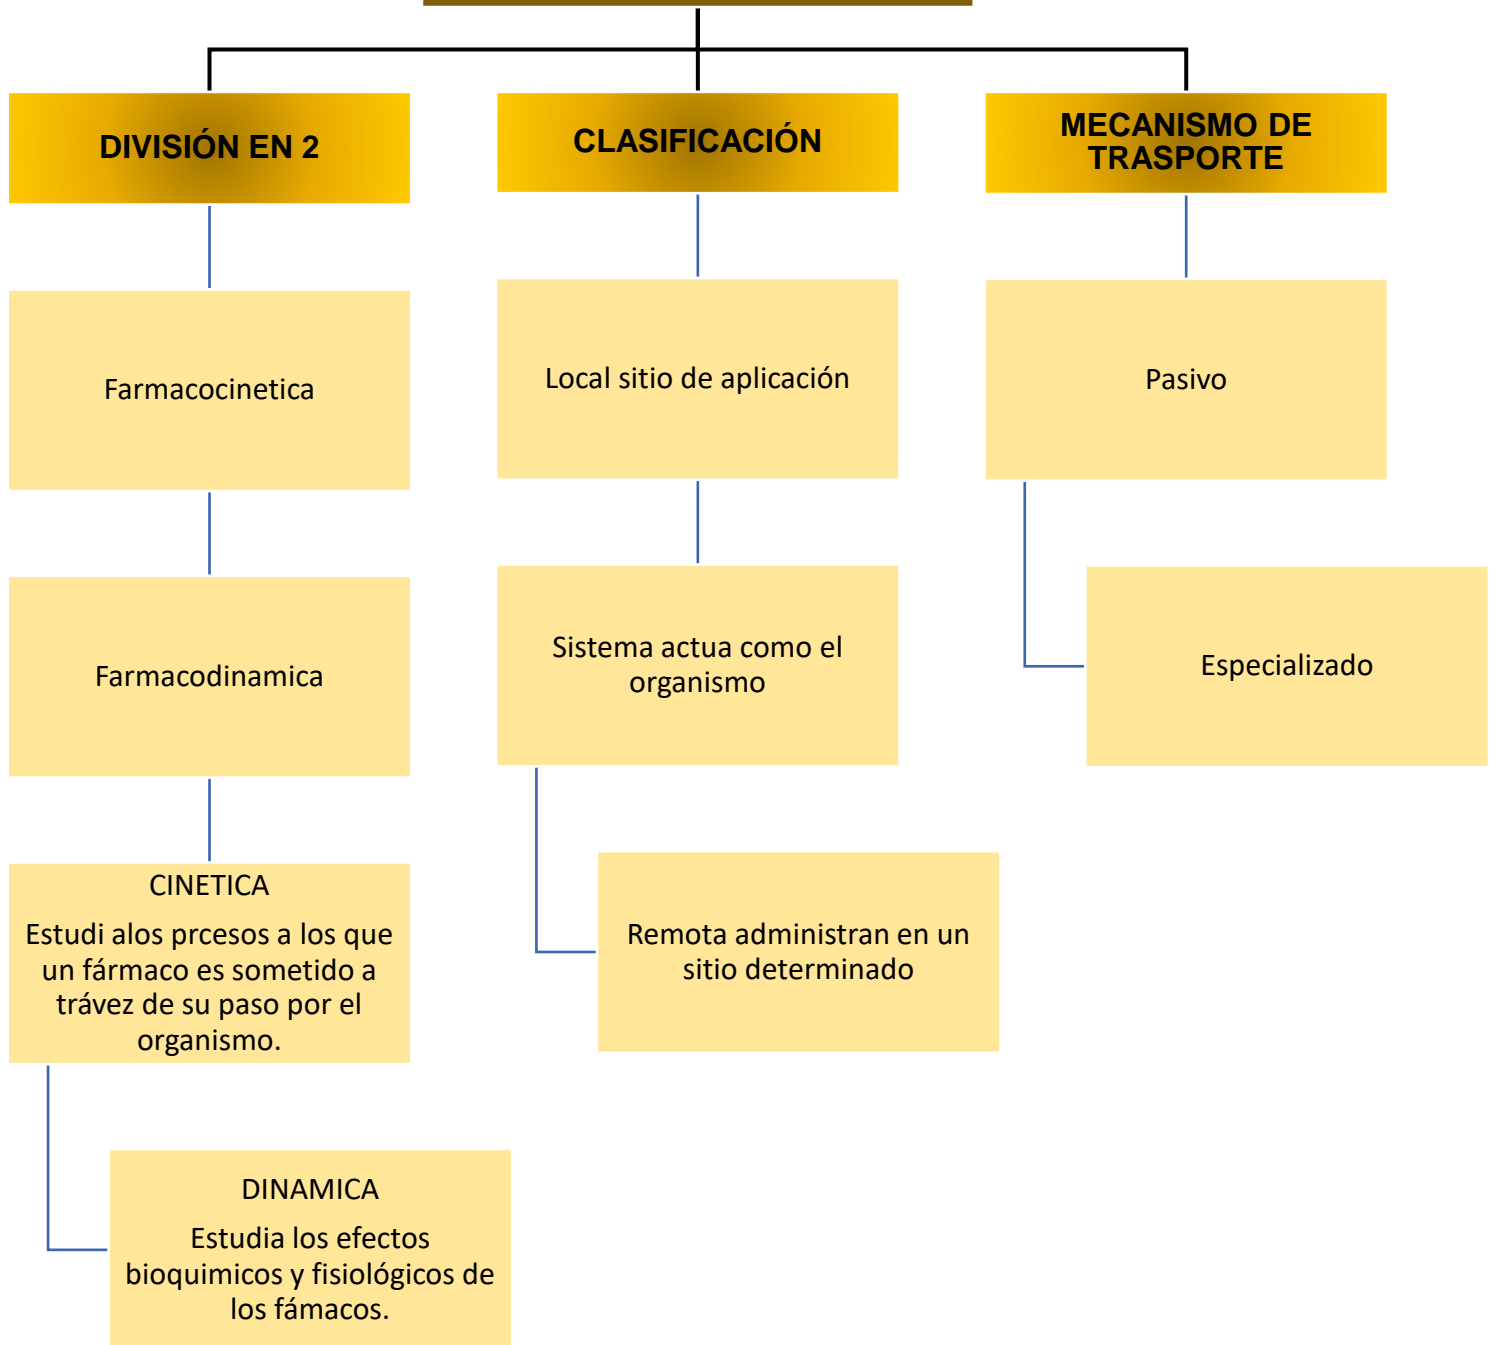 DIVISIÓN EN 2
Farmacocinetica
Farmacodinamica
CINETICA
Estudi alos prcesos a los que
un fármaco es sometido a
trávez de su paso por el
organismo.
DINAMICA
Estudia los efectos
bioquimicos y fisiológicos de
los fámacos.
CLASIFICACIÓN
Local sitio de aplicación
Sistema actua como el
organismo
Remota administran en un
sitio determinado
MECANISMO DE
TRASPORTE
Pasivo
Especializado